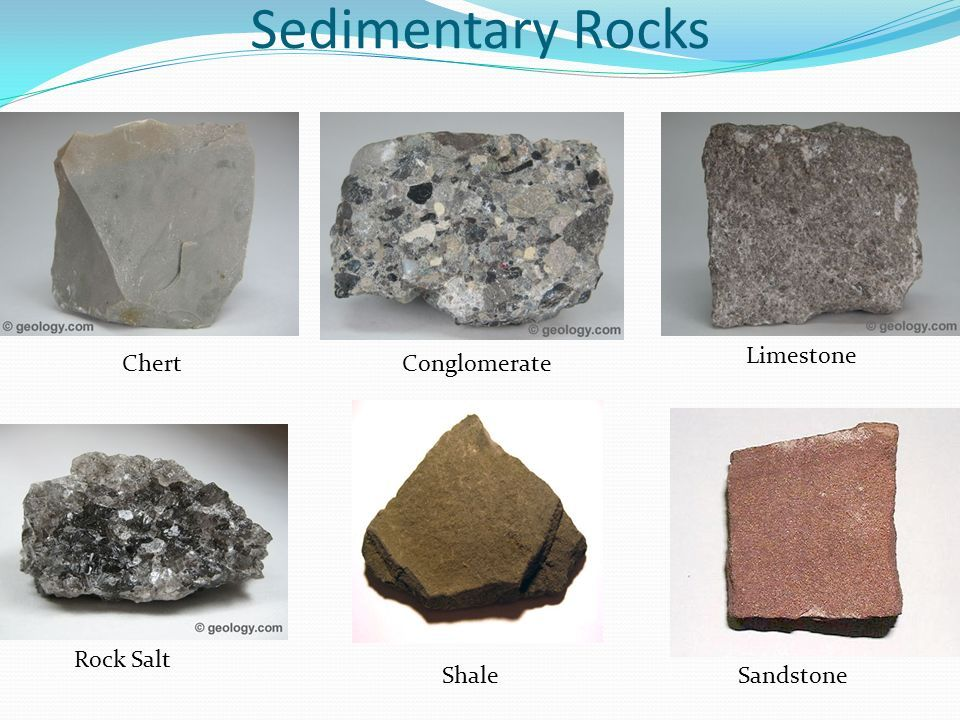 Sedimentary Rocks
© geology.com
© geology.com
© geology.com
Chert
Conglomerate
Limestone
© geology.com
Rock Salt
Shale
Sandstone